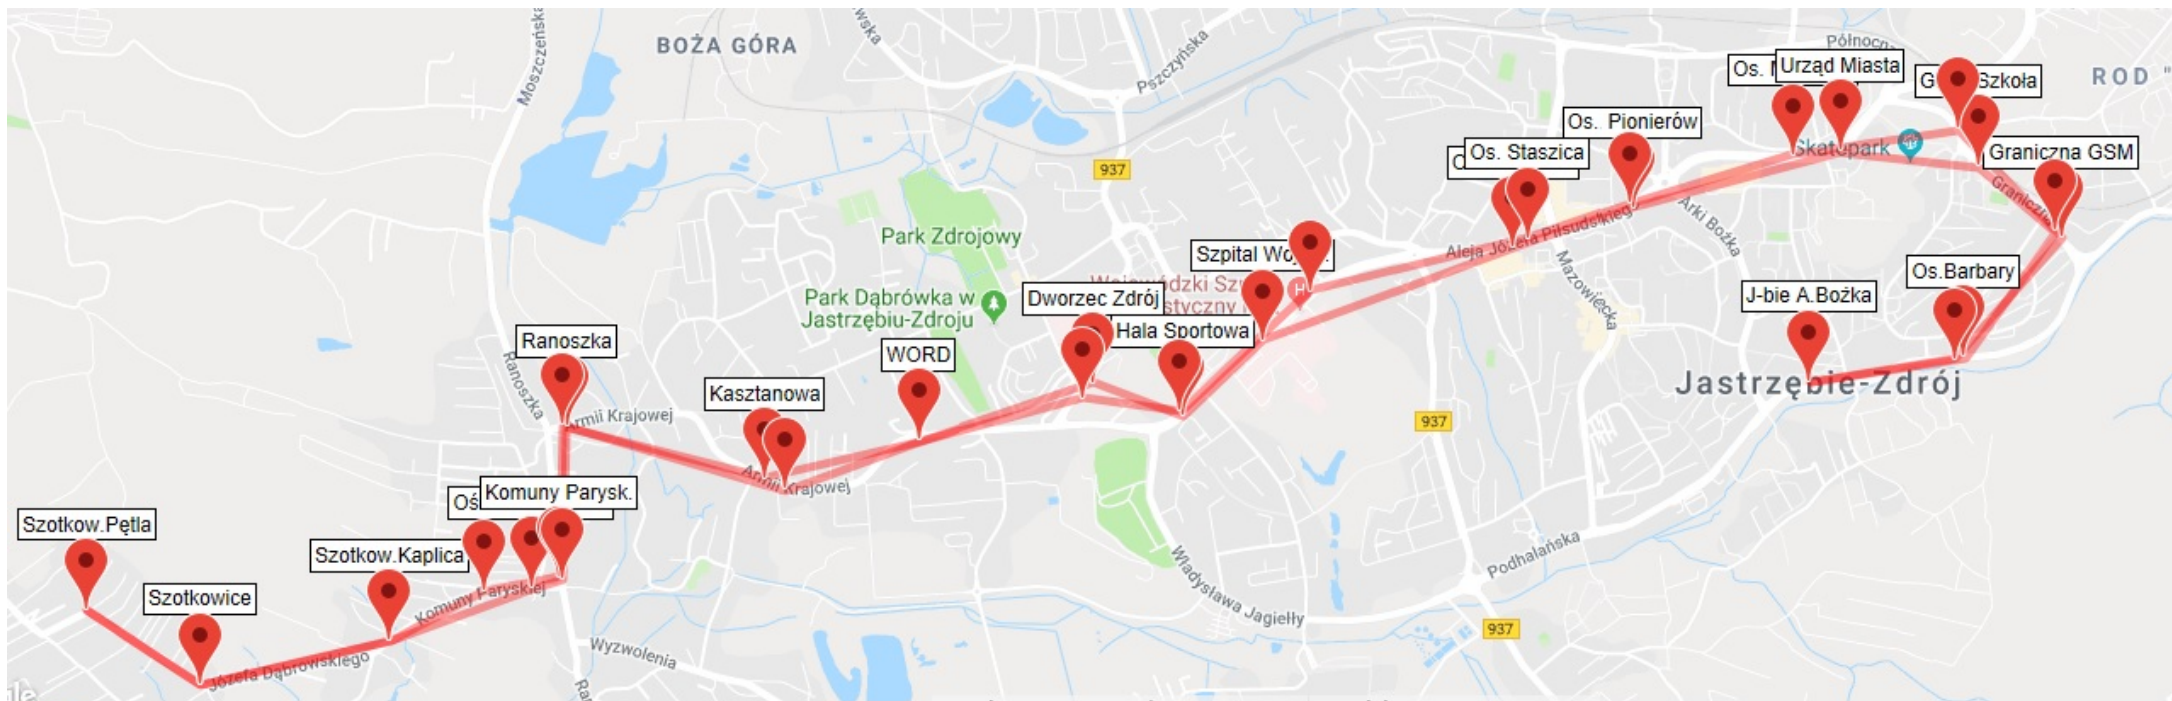 BOŻA GÓRA
Moszczeńska
Pszczyńska
Północna
Os.
Urząd Miasta
Szkoła
ROD "
937
Os. Pionierów
Skatepark
Os. Staszica
Graniczna GSM
Graniczna
Arki Bożka
Park Zdrojowy
Aleja Józefa Piłsudskiego
Mazowiecka
Szpital
Os.Barbary
J-bie A.Bożka
Park Dąbrówka w
Jastrzębiu-Zdroju
Dworzec Zdrój
Hala Sportowa
Ranoszka
WORD
Ranoszka
Kasztanowa
Jastrzębie-Zdrój
Armii Krajowej
937
Armii Krajowej
Komuny Parysk.
Szotkow.Pętla
Szotkow.Kaplica
Podhalańska
Władysława Jagiełły
Szotkowice
Komuny Paryskiej
937
Wyzwolenia
Józefa Dąbrowskiego